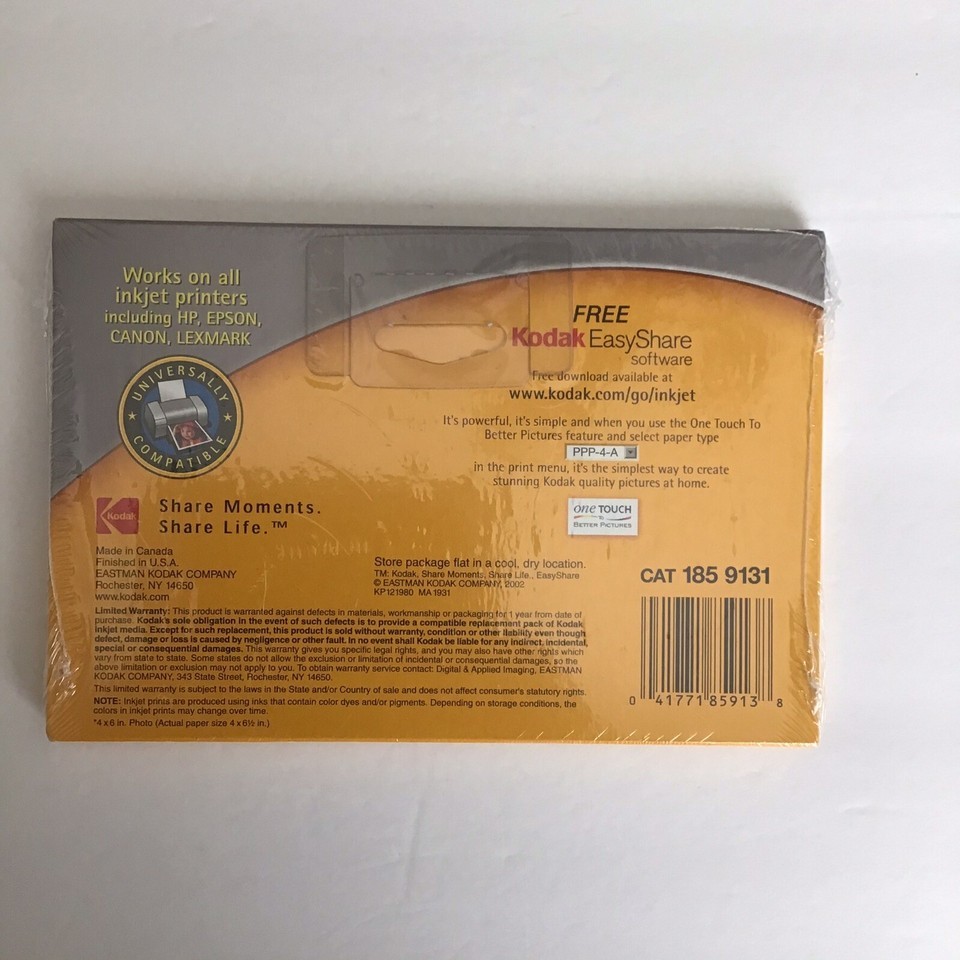 Works on all
inkjet printers
including HP, EPSON,
CANON, LEXMARK
UNIVERSALLY
COMPATIBLE
FREE
Kodak EasyShare
software
Free download available at
www.kodak.com/go/inkjet
It's powerful, it's simple and when you use the One Touch To
Better Pictures feature and select paper type
PPP-4-A
in the print menu, it's the simplest way to create
stunning Kodak quality pictures at home.
one TOUCH
TO
BETTER PICTURES
Kodak
Share Moments.
Share Life.™
Made in Canada
Finished in U.S.A.
EASTMAN KODAK COMPANY
Rochester, NY 14650
www.kodak.com
Store package flat in a cool, dry location.
TM: Kodak, Share Moments. Share Life., EasyShare
© EASTMAN KODAK COMPANY, 2002
KP121980 MA1931
CAT 185 9131
Limited Warranty: This product is warranted against defects in materials, workmanship or packaging for 1 year from date of
purchase. Kodak's sole obligation in the event of such defects is to provide a compatible replacement pack of Kodak
inkjet media. Except for such replacement, this product is sold without warranty, condition or other liability even though
defect, damage or loss is caused by negligence or other fault. In no event shall Kodak be liable for any indirect, incidental,
special or consequential damages. This warranty gives you specific legal rights, and you may also have other rights which
vary from state to state. Some states do not allow the exclusion or limitation of incidental or consequential damages, so the
above limitation or exclusion may not apply to you. To obtain warranty service contact: Digital & Applied Imaging, EASTMAN
KODAK COMPANY, 343 State Street, Rochester, NY 14650.
This limited warranty is subject to the laws in the State and/or Country of sale and does not affect consumer's statutory rights.
NOTE: Inkjet prints are produced using inks that contain color dyes and/or pigments. Depending on storage conditions, the
colors in inkjet prints may change over time.
*4 x 6 in. Photo (Actual paper size 4 x 6½ in.)
0 41771 85913 8